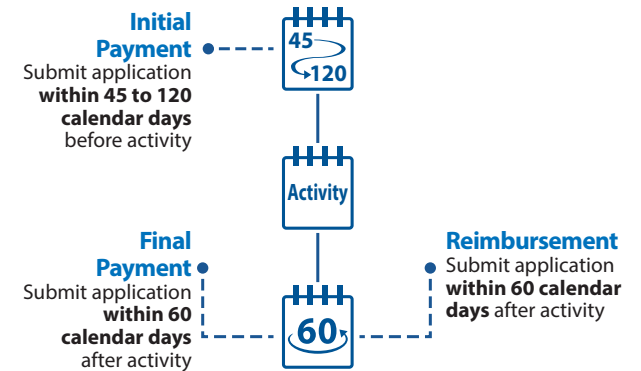 Initial
Payment
Submit application
within 45 to 120
calendar days
before activity
45
120
Activity
Final
Payment
Submit application
within 60
calendar days
after activity
60
Reimbursement
Submit application
within 60 calendar
days after activity